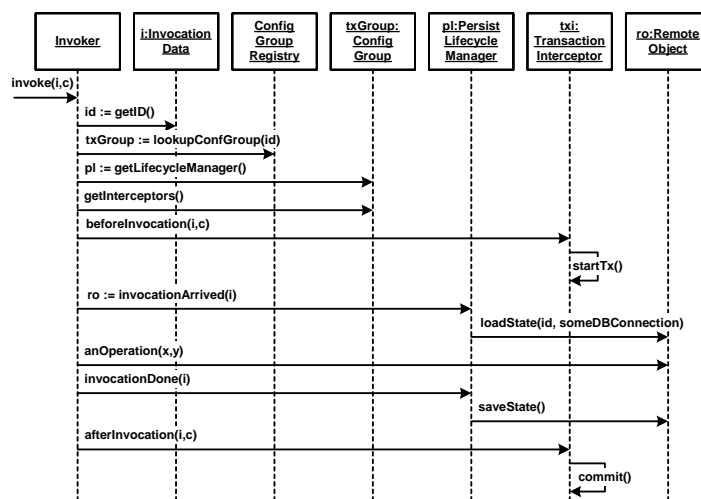 Invoker
i:Invocation
Data
Config
Group
Registry
txGroup:
Config
Group
pl:Persist
Lifecycle
Manager
txi:
Transaction
Interceptor
ro:Remote
Object
invoke(i,c)
id := getID()
txGroup := lookupConfGroup(id)
pl := getLifecycleManager()
getInterceptors()
beforeInvocation(i,c)
startTx()
ro := invocationArrived(i)
loadState(id, someDBConnection)
anOperation(x,y)
invocationDone(i)
saveState()
afterInvocation(i,c)
commit()